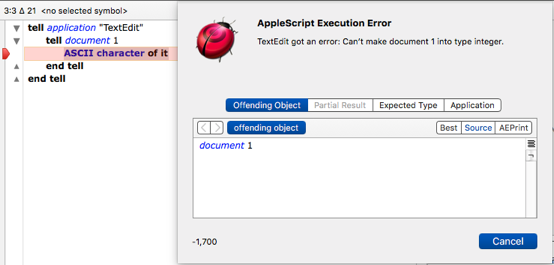 3:3 Δ 21 <no selected symbol>
tell application "TextEdit"
tell document 1
ASCII character of it
end tell
end tell
AppleScript Execution Error
TextEdit got an error: Can’t make document 1 into type integer.
Offending Object
Partial Result
Expected Type
Application
offending object
Best
Source
AEPrint
document 1
-1,700
Cancel